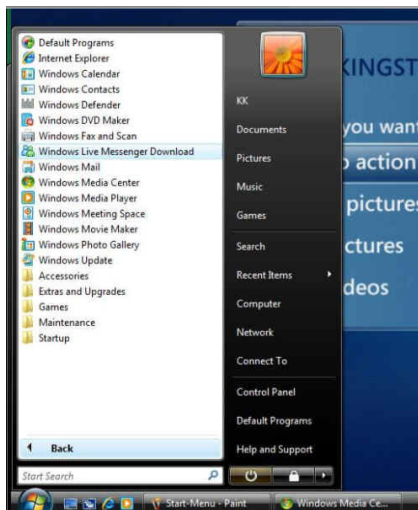 Default Programs
Internet Explorer
Windows Calendar
Windows Contacts
Windows Defender
Windows DVD Maker
Windows Fax and Scan
Windows Live Messenger Download
Windows Mail
Windows Media Center
Windows Media Player
Windows Meeting Space
Windows Movie Maker
Windows Photo Gallery
Windows Update
Accessories
Extras and Upgrades
Games
Maintenance
Startup
Back
Start Search
KK
Documents
Pictures
Music
Games
Search
Recent Items
Computer
Network
Connect To
Control Panel
Default Programs
Help and Support
KINGST
you want
o action
pictures
ctures
deos
Start-Menu - Paint
Windows Media Ce...